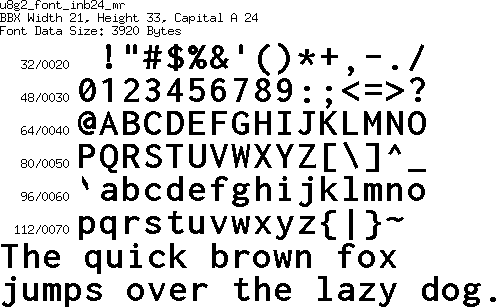 u8g2_font_inb24_mr
BBX Width 21, Height 33, Capital A 24
Font Data Size: 3920 Bytes
32/0020 !"#$%&'()*+,-./
48/0030 0123456789:;<=>?
64/0040 @ABCDEFGHIJKLMNO
80/0050 PQRSTUVWXYZ[\]^_
96/0060 `abcdefghijklmno
112/0070 pqrstuvwxyz{|}~
The quick brown fox
jumps over the lazy dog.